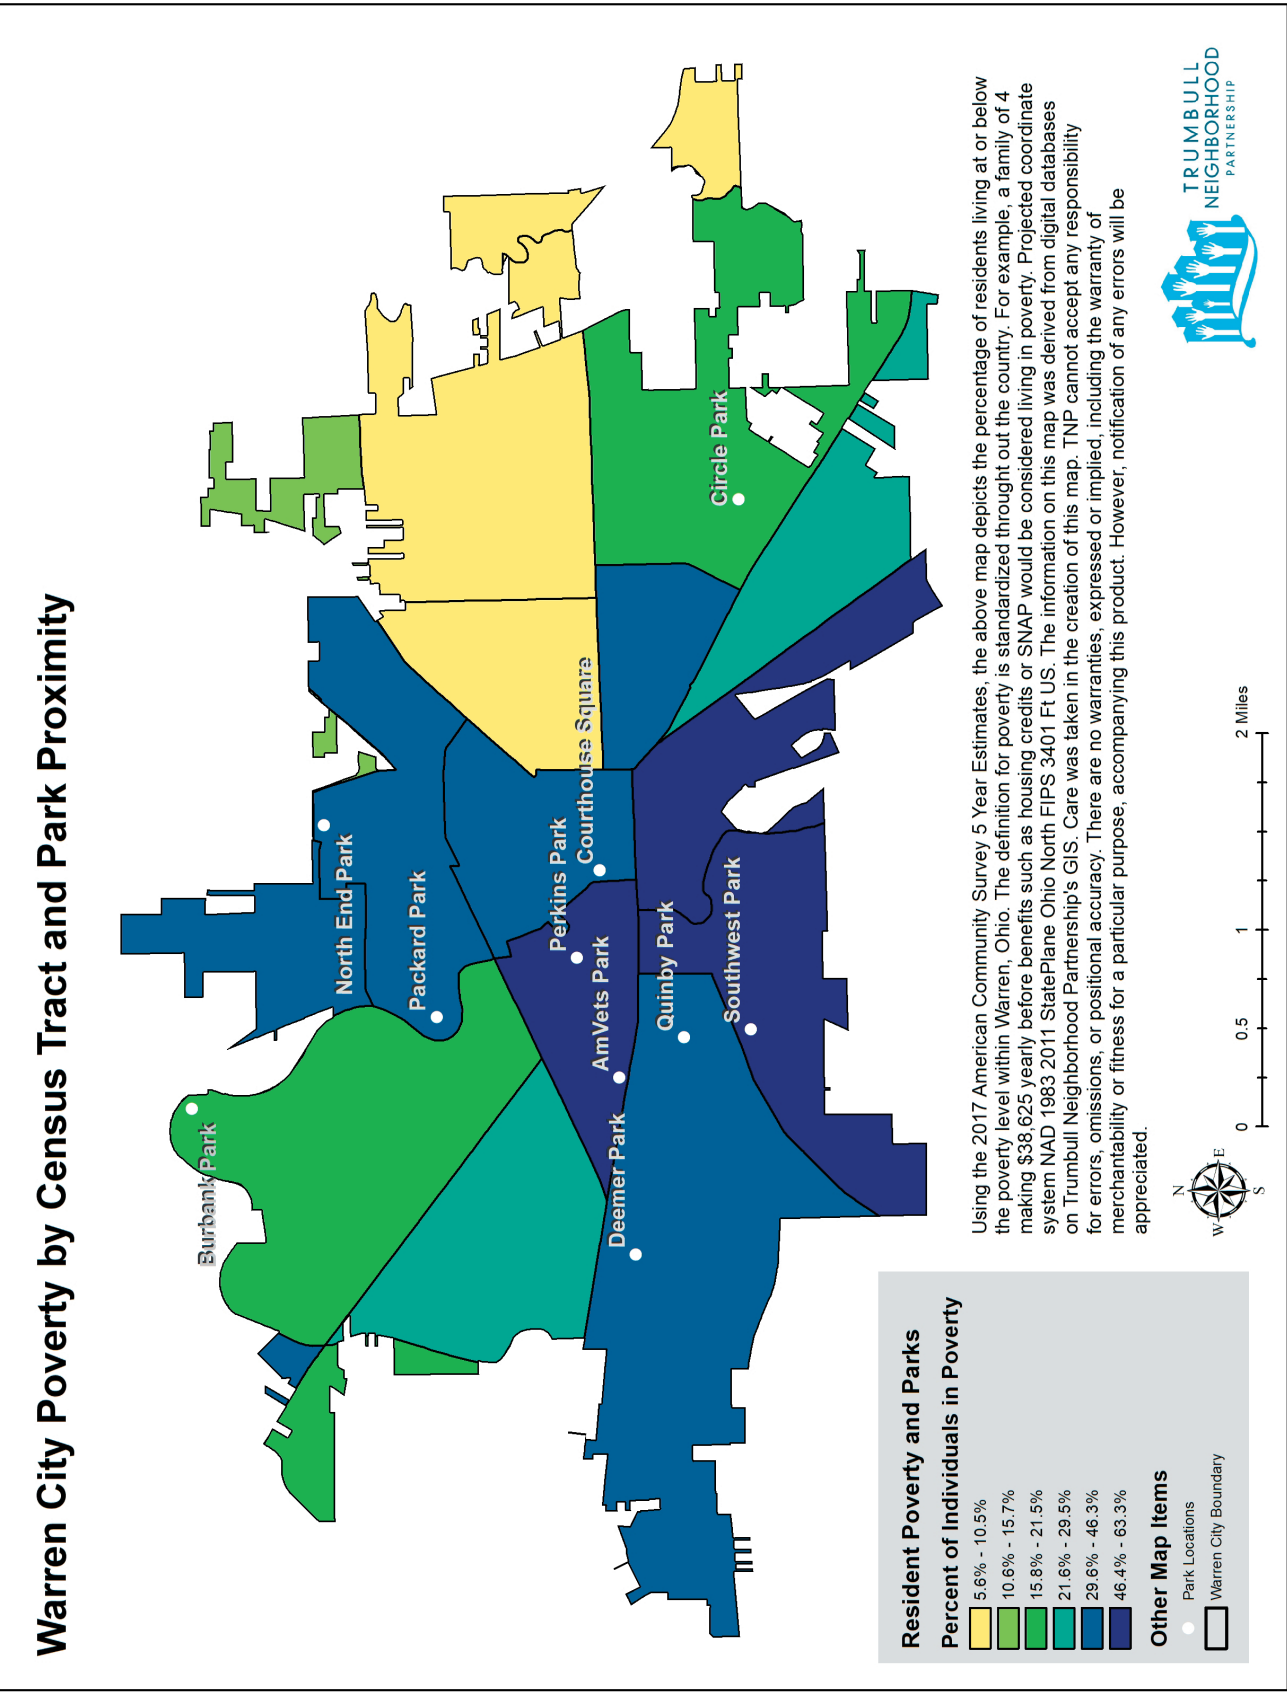 Warren City Poverty by Census Tract and Park Proximity
Burbank Park
North End Park
Packard Park
Perkins Park
Courthouse Square
AmVets Park
Deemer Park
Quinby Park
Southwest Park
Circle Park
Using the 2017 American Community Survey 5 Year Estimates, the above map depicts the percentage of residents living at or below
the poverty level within Warren, Ohio. The definition for poverty is standardized throught out the country. For example, a family of 4
making $38,625 yearly before benefits such as housing credits or SNAP would be considered living in poverty. Projected coordinate
system NAD 1983 2011 StatePlane Ohio North FIPS 3401 Ft US. The information on this map was derived from digital databases
on Trumbull Neighborhood Partnership's GIS. Care was taken in the creation of this map. TNP cannot accept any responsibility
for errors, omissions, or positional accuracy. There are no warranties, expressed or implied, including the warranty of
merchantability or fitness for a particular purpose, accompanying this product. However, notification of any errors will be
appreciated.
Resident Poverty and Parks
Percent of Individuals in Poverty
5.6% - 10.5%
10.6% - 15.7%
15.8% - 21.5%
21.6% - 29.5%
29.6% - 46.3%
46.4% - 63.3%
Other Map Items
Park Locations
Warren City Boundary
N
W
E
S
0 0.5 1 2 Miles
TRUMBULL
NEIGHBORHOOD
PARTNERSHIP